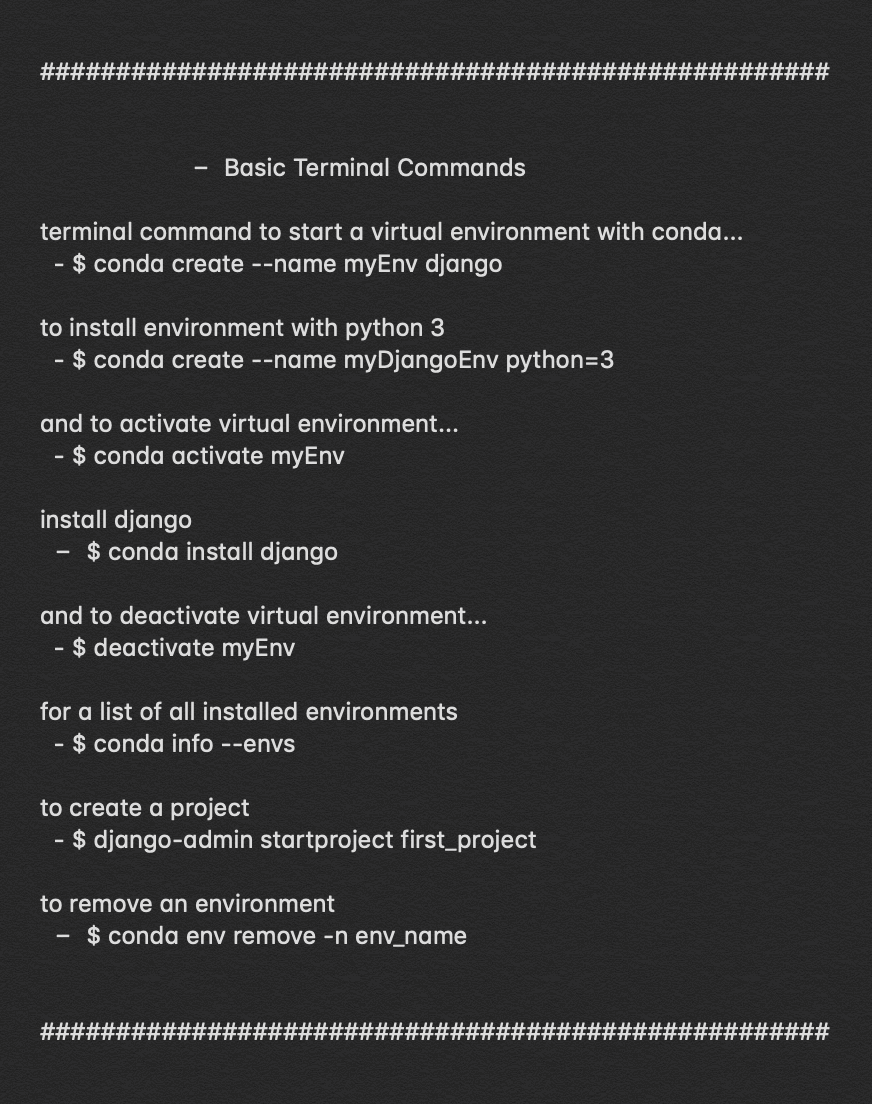 ####################################################
– Basic Terminal Commands
terminal command to start a virtual environment with conda...
- $ conda create --name myEnv django
to install environment with python 3
- $ conda create --name myDjangoEnv python=3
and to activate virtual environment...
- $ conda activate myEnv
install django
– $ conda install django
and to deactivate virtual environment...
- $ deactivate myEnv
for a list of all installed environments
- $ conda info --envs
to create a project
- $ django-admin startproject first_project
to remove an environment
– $ conda env remove -n env_name
####################################################